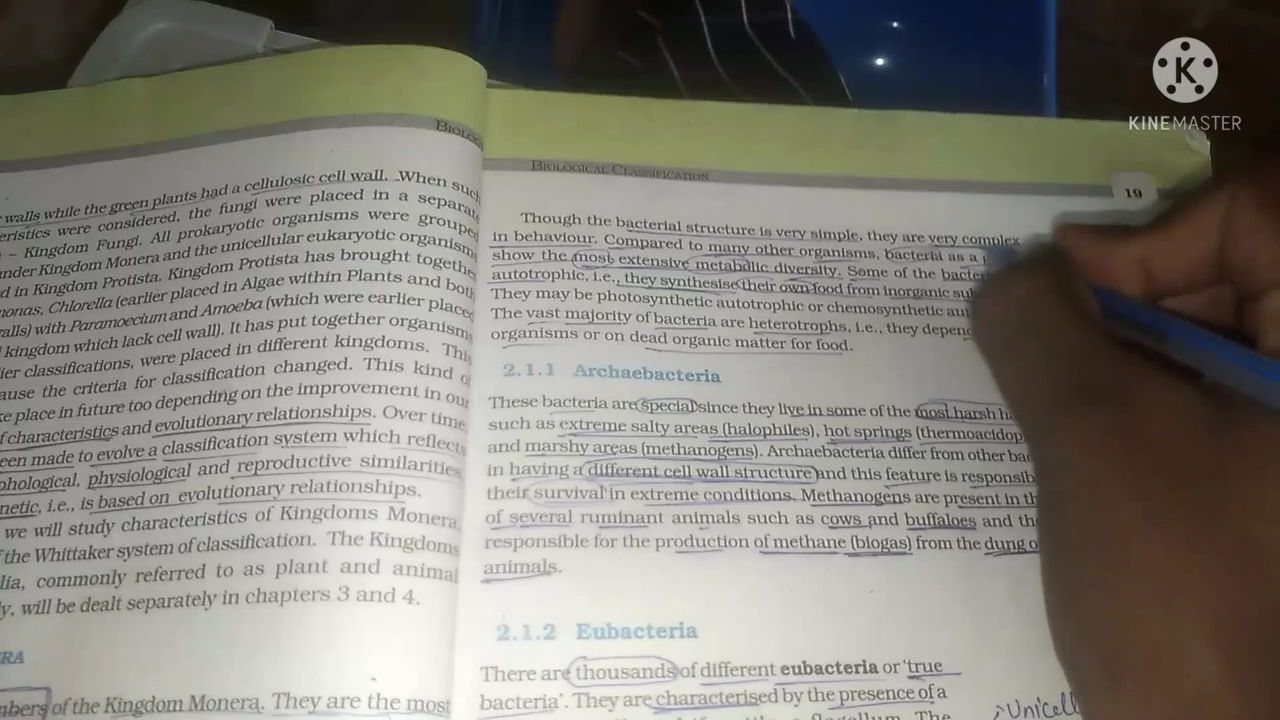 BIOLOG
walls while the green plants had a cellulosic cell wall. When such
eristics were considered, the fungi were placed in a separate
– Kingdom Fungi. All prokaryotic organisms were grouped
under Kingdom Monera and the unicellular eukaryotic organisms
d in Kingdom Protista. Kingdom Protista has brought together
monas, Chlorella (earlier placed in Algae within Plants and both
alls) with Paramoecium and Amoeba (which were earlier placed
kingdom which lack cell wall). It has put together organisms
ier classifications, were placed in different kingdoms. This
ause the criteria for classification changed. This kind of
ke place in future too depending on the improvement in our
f characteristics and evolutionary relationships. Over time,
een made to evolve a classification system which reflects
phological, physiological and reproductive similarities,
netic, i.e., is based on evolutionary relationships.
we will study characteristics of Kingdoms Monera,
f the Whittaker system of classification. The Kingdoms
lia, commonly referred to as plant and animal
y, will be dealt separately in chapters 3 and 4.
RA
mbers of the Kingdom Monera. They are the most
BIOLOGICAL CLASSIFICATION
19
Though the bacterial structure is very simple, they are very complex
in behaviour. Compared to many other organisms, bacteria as a
show the most extensive metabolic diversity. Some of the bacte
autotrophic, i.e., they synthesise their own food from inorganic su
They may be photosynthetic autotrophic or chemosynthetic aut
The vast majority of bacteria are heterotrophs, i.e., they depen
organisms or on dead organic matter for food.
2.1.1 Archaebacteria
These bacteria are special since they live in some of the most harsh h
such as extreme salty areas (halophiles), hot springs (thermoacidop
and marshy areas (methanogens). Archaebacteria differ from other ba
in having a different cell wall structure and this feature is responsib
their survival in extreme conditions. Methanogens are present in th
of several ruminant animals such as cows and buffaloes and the
responsible for the production of methane (biogas) from the dung o
animals.
2.1.2 Eubacteria
There are thousands of different eubacteria or 'true
bacteria'. They are characterised by the presence of a
flagellum. The
Unicell
K
KINEMASTER